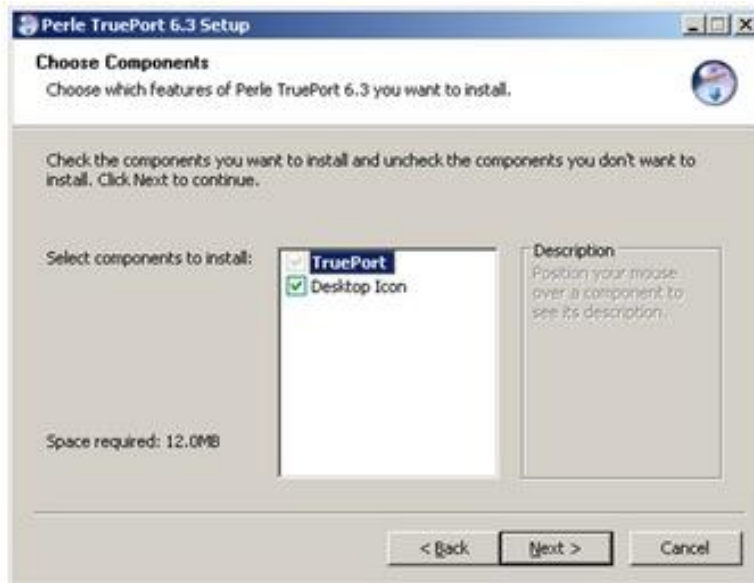 Perle TruePort 6.3 Setup
Choose Components
Choose which features of Perle TruePort 6.3 you want to install.
Check the components you want to install and uncheck the components you don't want to
install. Click Next to continue.
Select components to install:
TruePort
Desktop Icon
Description
Position your mouse
over a component to
see its description.
Space required: 12.0MB
< Back
Next >
Cancel